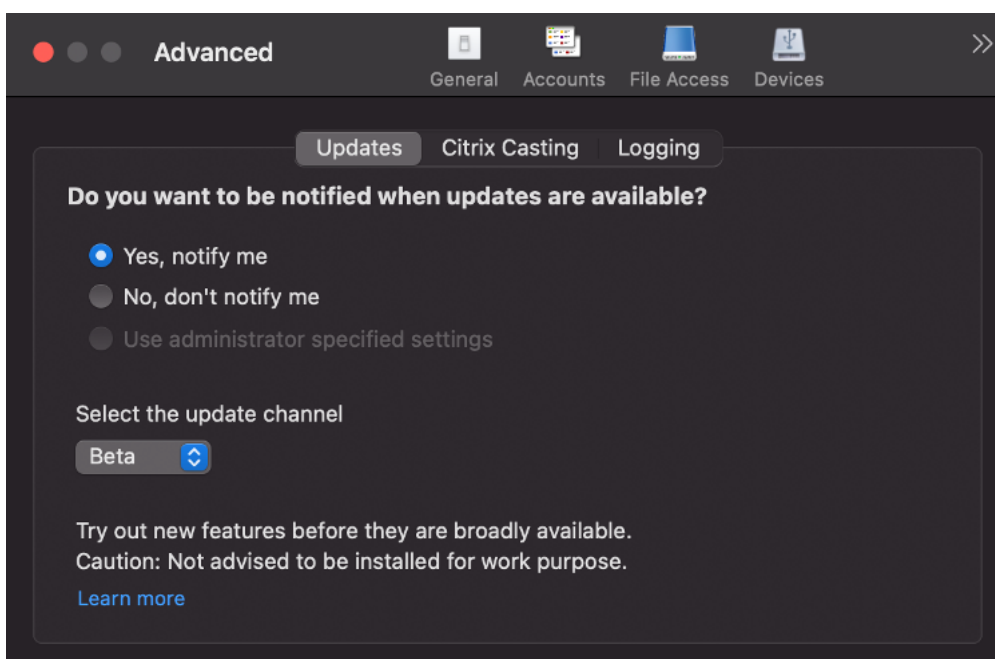 Advanced
General Accounts File Access Devices
Updates Citrix Casting Logging
Do you want to be notified when updates are available?
Yes, notify me
No, don't notify me
Use administrator specified settings
Select the update channel
Beta
Try out new features before they are broadly available.
Caution: Not advised to be installed for work purpose.
Learn more